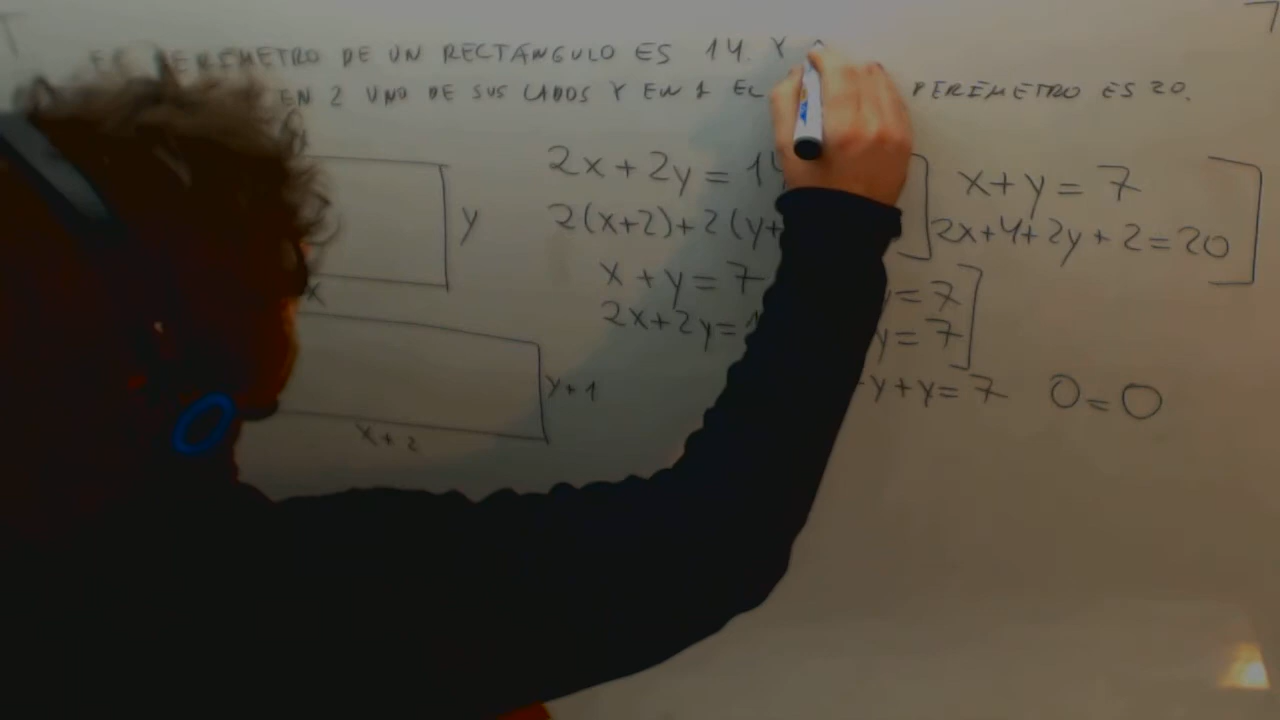 PERÍMETRO DE UN RECTÁNGULO ES 14. Y
EN 2 UNO DE SUS LADOS Y EN 1 EL PERÍMETRO ES 20.
2x + 2y = 14
2(x+2) + 2(y+
x + y = 7
2x+2y=1
x + y = 7
2x+4+2y+2=20
y
x
y+1
x+2
= 7
y = 7
-y+y= 7 0=0